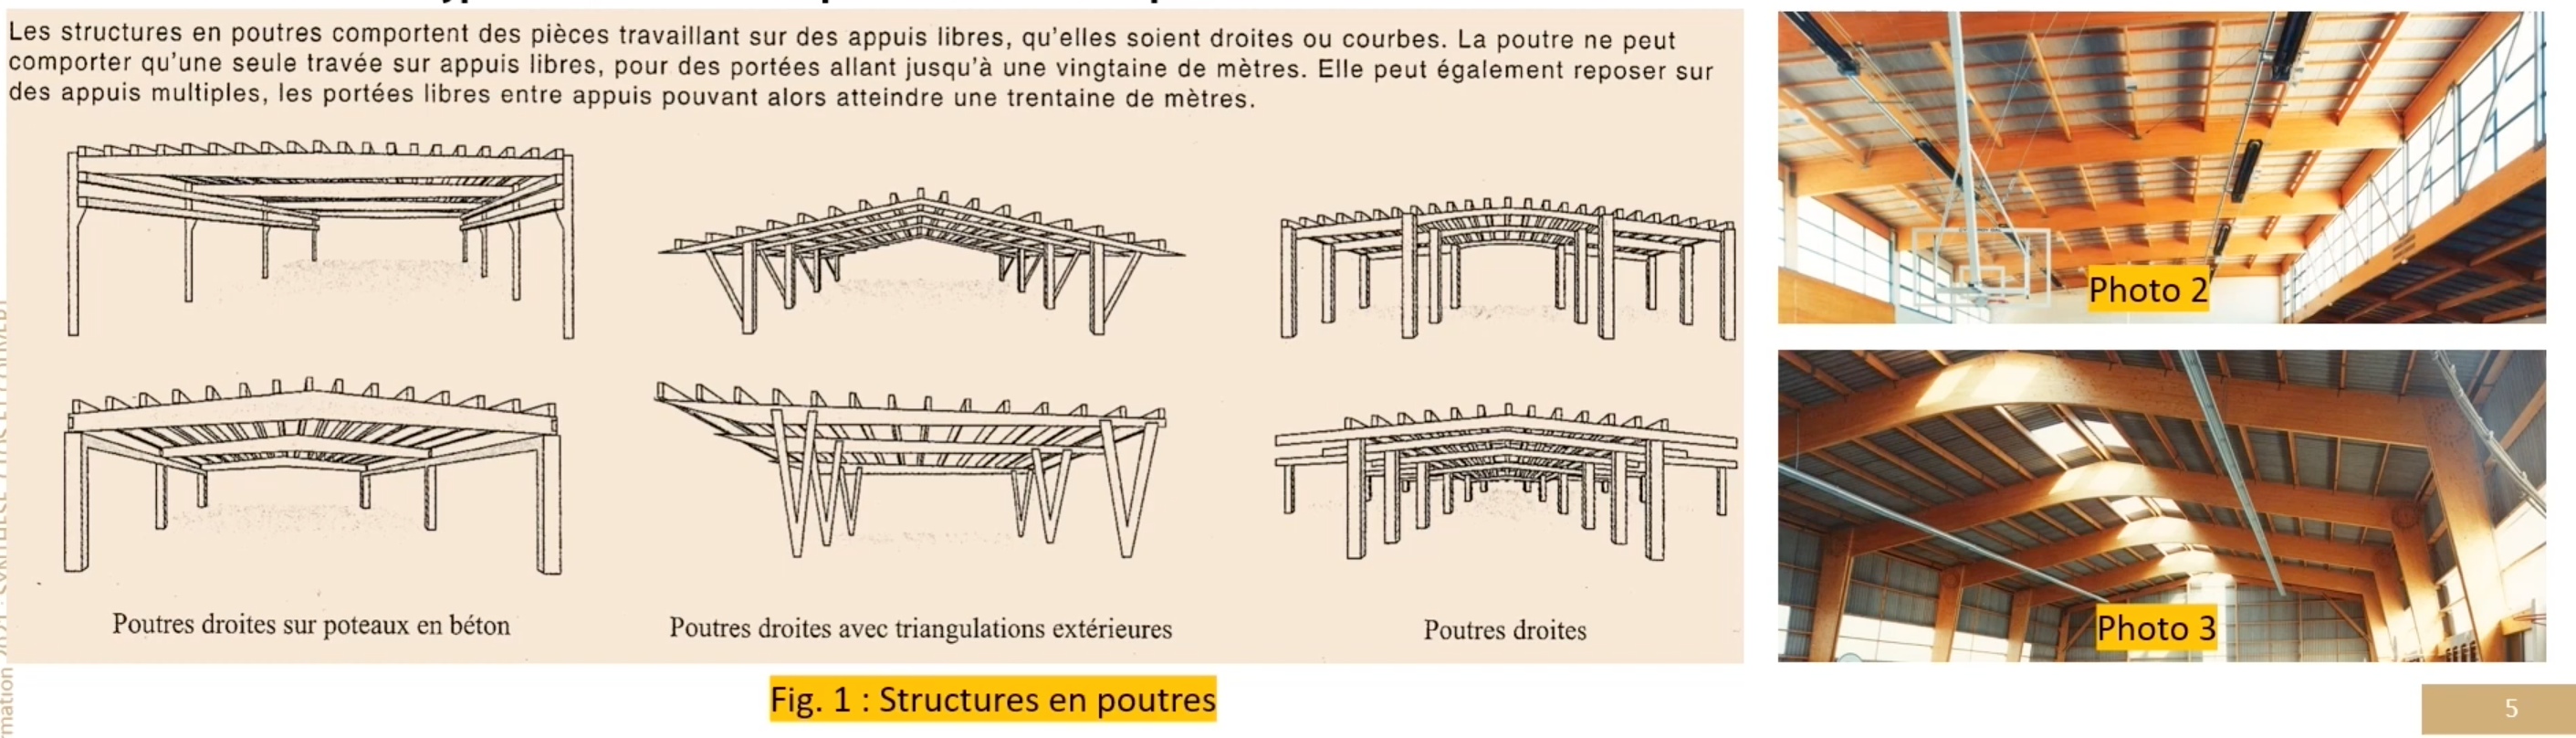 Les structures en poutres comportent des pièces travaillant sur des appuis libres, qu'elles soient droites ou courbes. La poutre ne peut
comporter qu'une seule travée sur appuis libres, pour des portées allant jusqu'à une vingtaine de mètres. Elle peut également reposer sur
des appuis multiples, les portées libres entre appuis pouvant alors atteindre une trentaine de mètres.
Photo 2
Photo 3
Poutres droites sur poteaux en béton
Poutres droites avec triangulations extérieures
Poutres droites
Fig. 1 : Structures en poutres
5